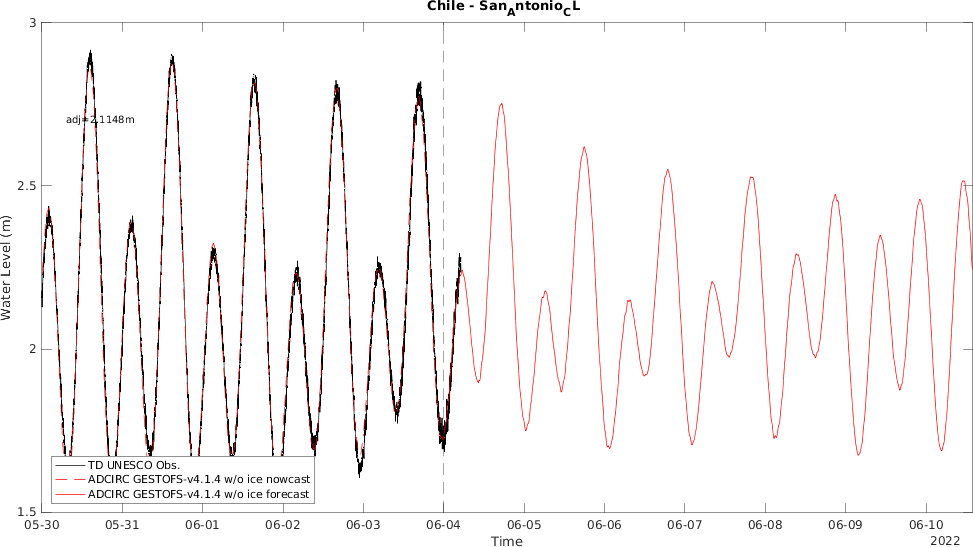 Chile - San_Antonio_CL
3
2.5
2
1.5
Water Level (m)
adj=2.1148m
TD UNESCO Obs.
ADCIRC GESTOFS-v4.1.4 w/o ice nowcast
ADCIRC GESTOFS-v4.1.4 w/o ice forecast
05-30 05-31 06-01 06-02 06-03 06-04 06-05 06-06 06-07 06-08 06-09 06-10
Time
2022